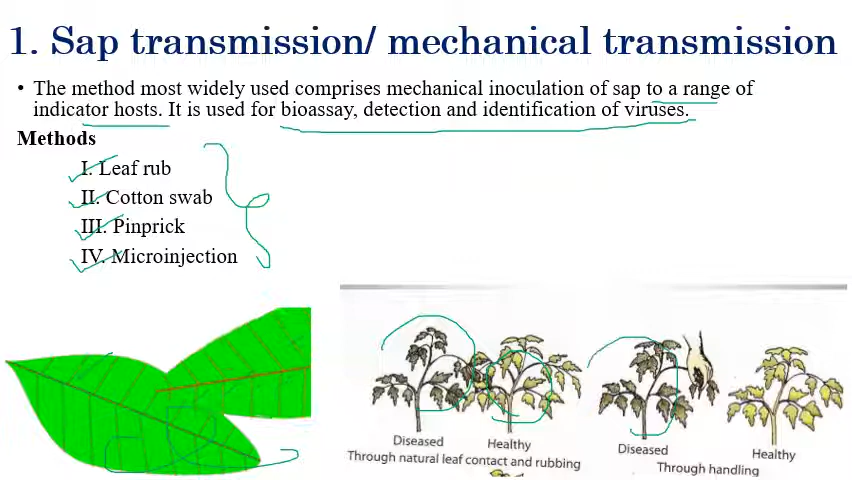 1. Sap transmission/ mechanical transmission
• The method most widely used comprises mechanical inoculation of sap to a range of
indicator hosts. It is used for bioassay, detection and identification of viruses.
Methods
I. Leaf rub
II. Cotton swab
III. Pinprick
IV. Microinjection
Diseased
Healthy
Through natural leaf contact and rubbing
Diseased
Healthy
Through handling